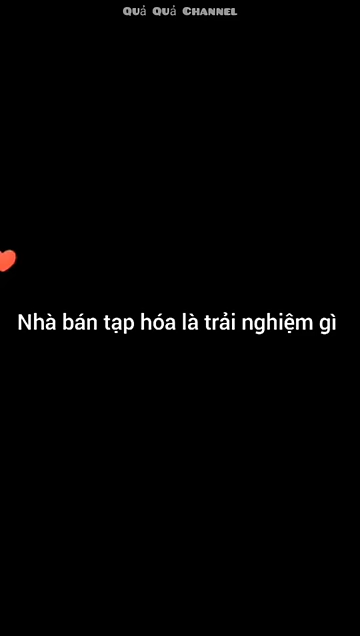 Quả Quả Channel
Nhà bán tạp hóa là trải nghiệm gì